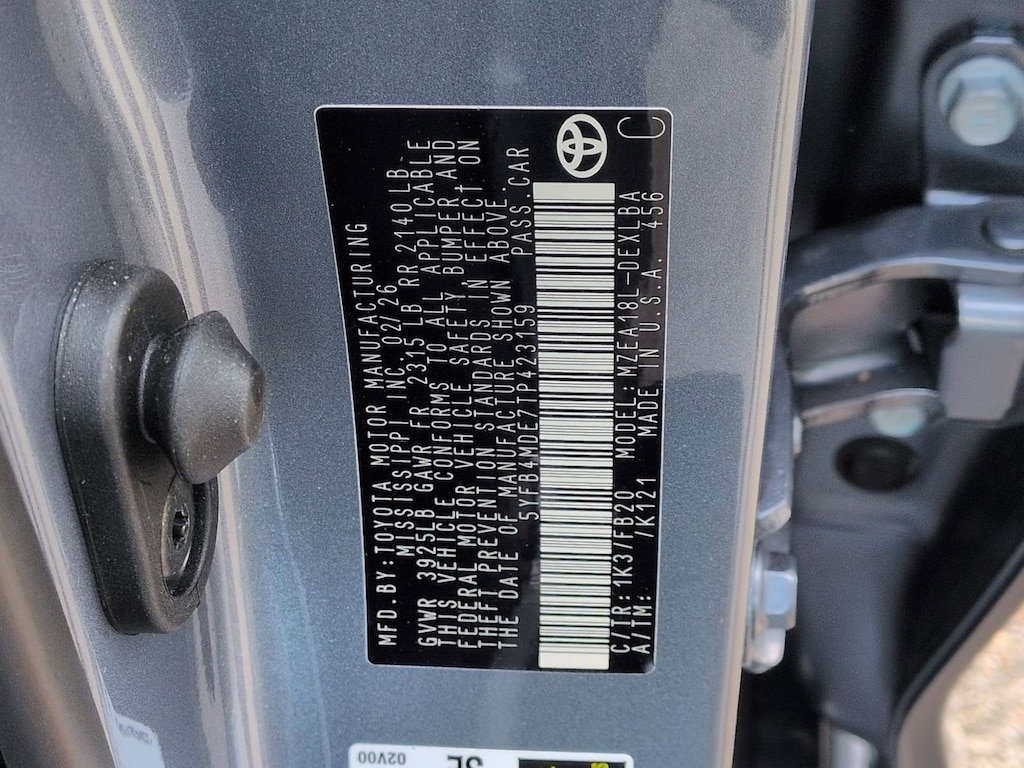 MFD.BY:TOYOTA MOTOR MANUFACTURING
MISSISSIPPI INC.02/26
GVWR 3925LB GAWR FR 2315 LB RR 2140 LB
THIS VEHICLE CONFORMS TO ALL APPLICABLE
FEDERAL MOTOR VEHICLE SAFETY, BUMPER, AND
THEFT PREVENTION STANDARDS IN EFFECT ON
THE DATE OF MANUFACTURE SHOWN ABOVE.
5YFB4MDE7TP423159 PASS.CAR
C/TR:1K3/FB20 MODEL:MZEA18L-DEXLBA
A/TM: /K121 MADE IN U.S.A. 456
C
02V00